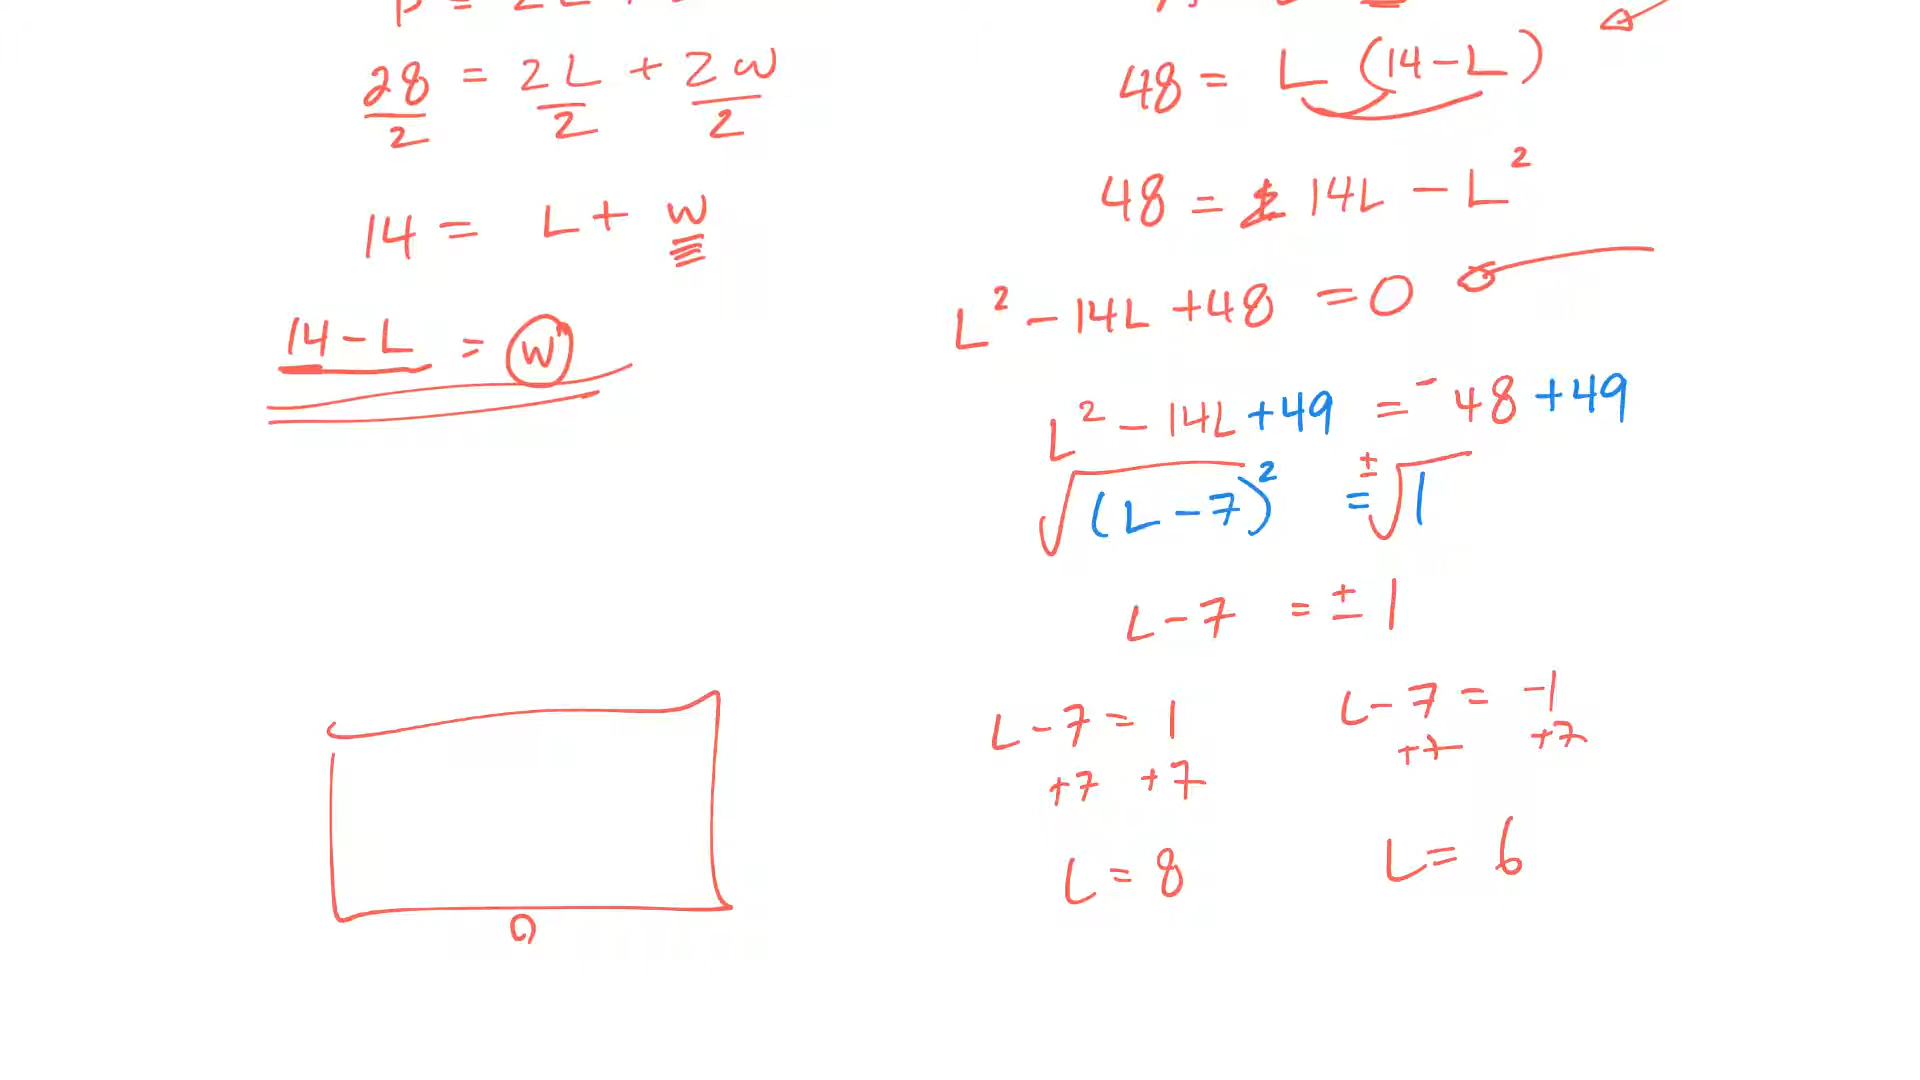 28/2 = 2L/2 + 2w/2
14 = L + w
14 - L = w
48 = L (14 - L)
48 = 14L - L²
L² - 14L + 48 = 0
L² - 14L + 49 = -48 + 49
√(L - 7)² = ±√1
L - 7 = ± 1
L - 7 = 1
+7 +7
L = 8
L - 7 = -1
+7 +7
L = 6